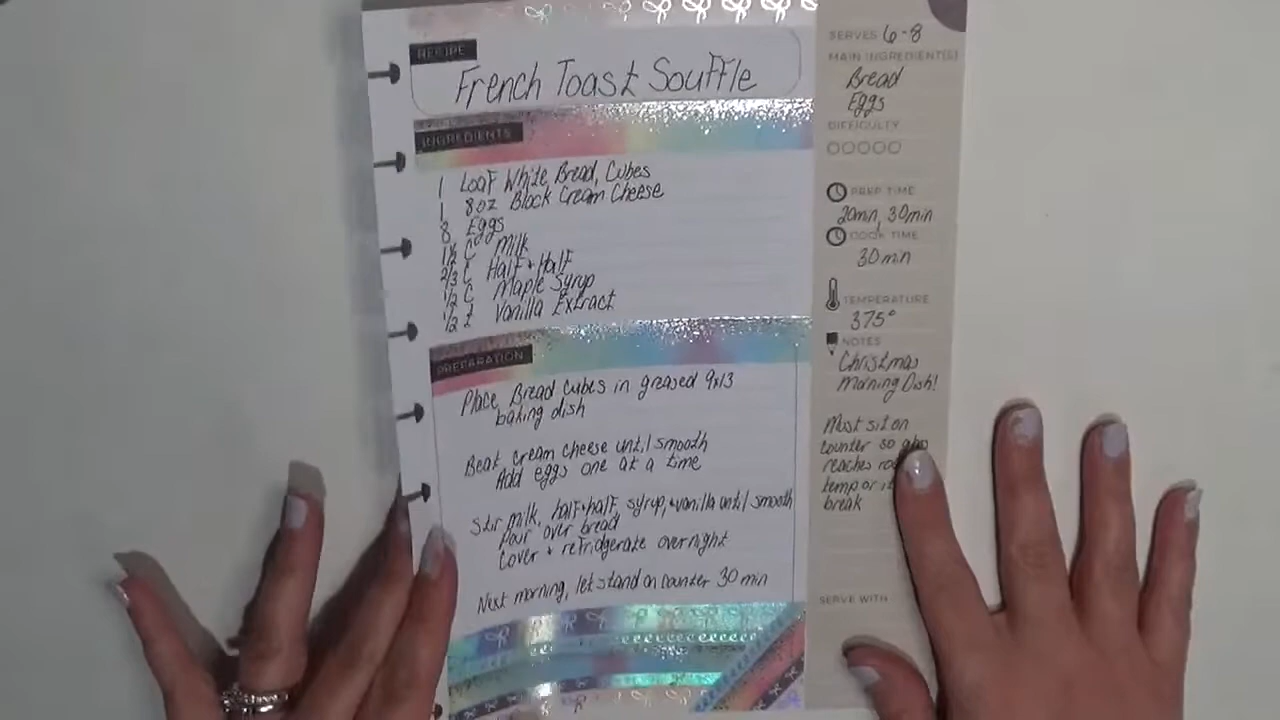 RECIPE
French Toast Souffle
INGREDIENTS
1 Loaf White Bread, Cubes
1 8oz Block Cream Cheese
8 Eggs
1½ C Milk
2/3 C Half + Half
½ C Maple Syrup
½ t Vanilla Extract
PREPARATION
Place Bread Cubes in greased 9x13
baking dish
Beat cream cheese until smooth
Add eggs one at a time
Stir milk, half+half, syrup, +vanilla until smooth
Pour over bread
Cover + refridgerate overnight
Next morning, let stand on counter 30 min
SERVES 6-8
MAIN INGREDIENT(S)
Bread
Eggs
DIFFICULTY
PREP TIME
20mn, 30min
COOK TIME
30 min
TEMPERATURE
375°
NOTES
Christmas
Morning Dish!
Must sit on
counter so
reaches
temp or
break
SERVE WITH